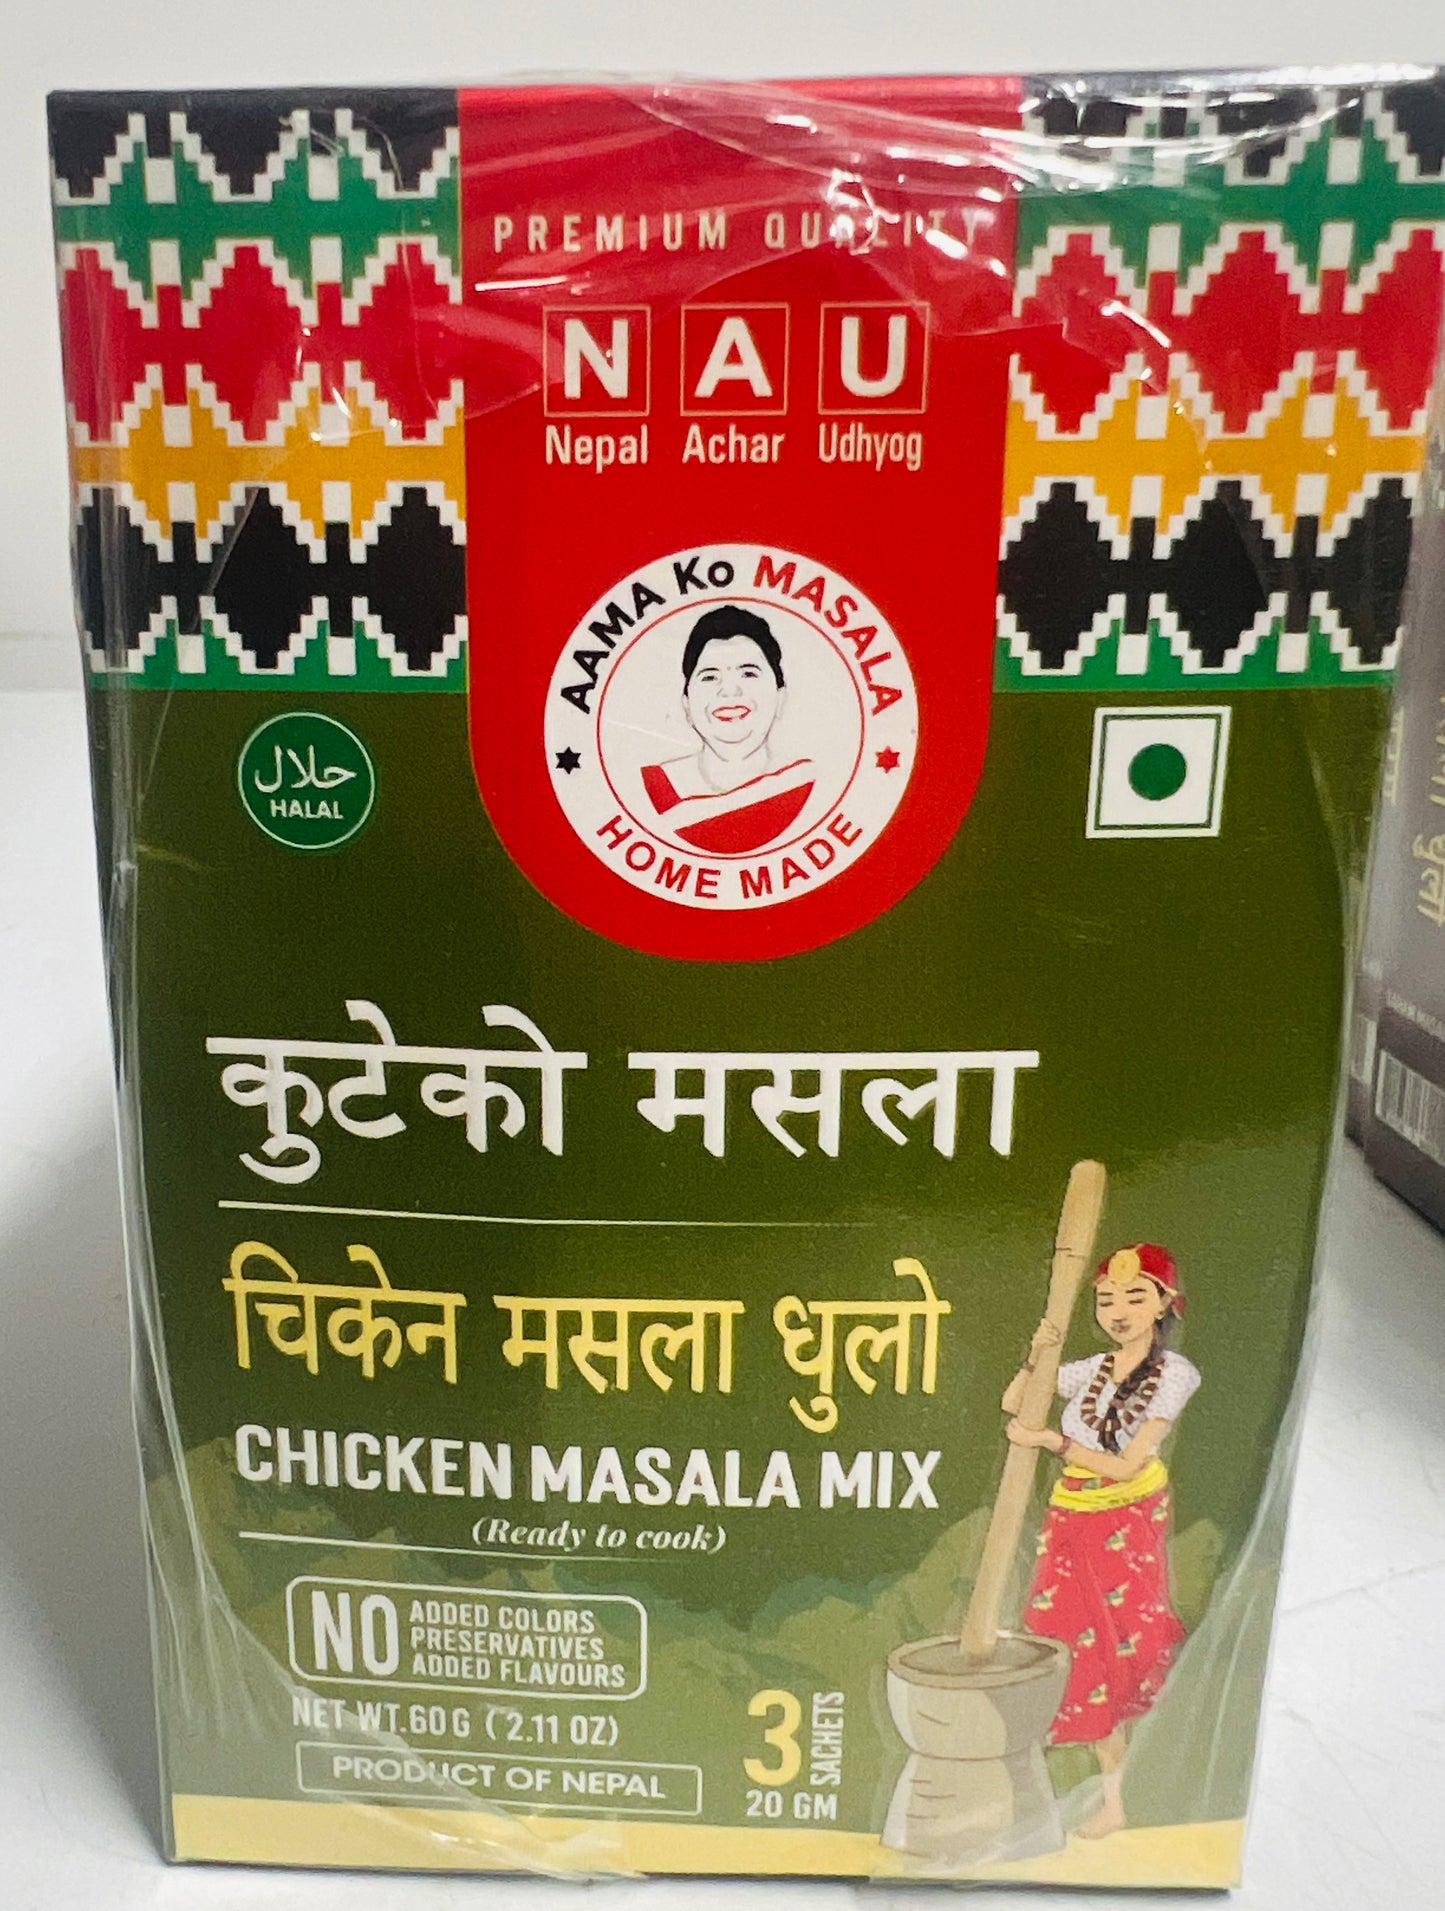 PREMIUM QUALITY
N A U
Nepal Achar Udhyog
AAMA Ko MASALA
HOME MADE
حلال
HALAL
कुटेको मसला
चिकेन मसला धुलो
CHICKEN MASALA MIX
(Ready to cook)
NO ADDED COLORS
PRESERVATIVES
ADDED FLAVOURS
NET WT.60G (2.11 OZ)
PRODUCT OF NEPAL
3 SACHETS
20 GM